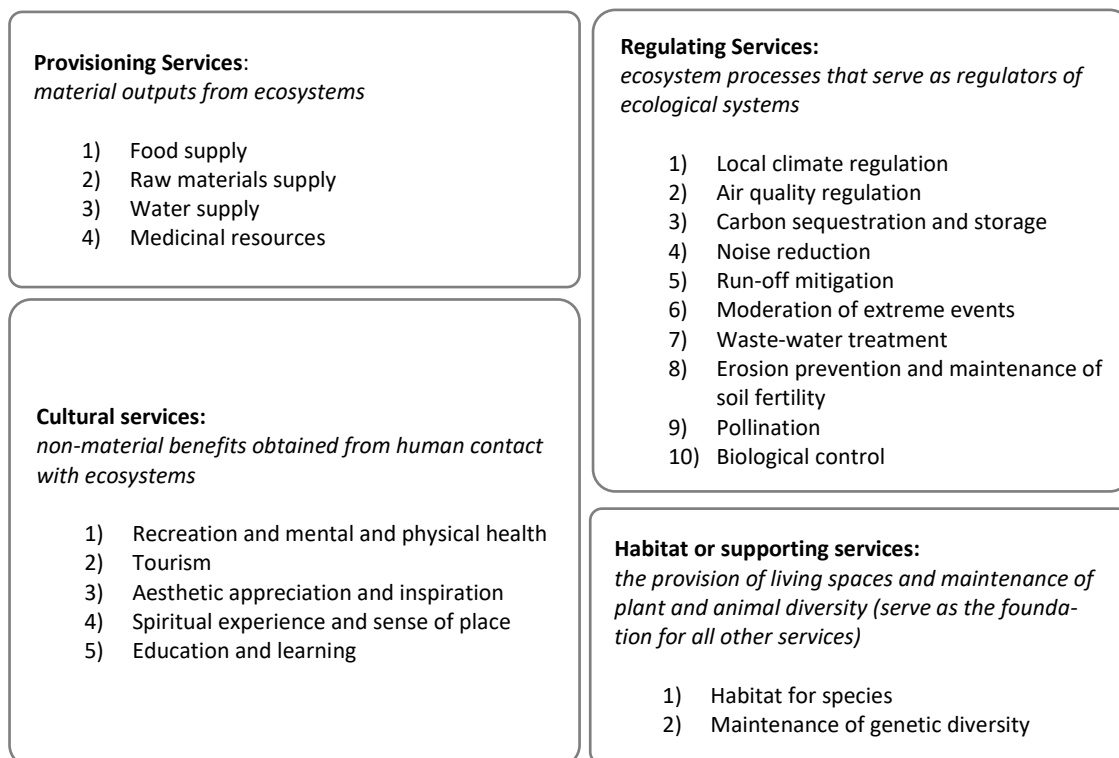 Provisioning Services:
material outputs from ecosystems
1) Food supply
2) Raw materials supply
3) Water supply
4) Medicinal resources
Cultural services:
non-material benefits obtained from human contact
with ecosystems
1) Recreation and mental and physical health
2) Tourism
3) Aesthetic appreciation and inspiration
4) Spiritual experience and sense of place
5) Education and learning
Regulating Services:
ecosystem processes that serve as regulators of
ecological systems
1) Local climate regulation
2) Air quality regulation
3) Carbon sequestration and storage
4) Noise reduction
5) Run-off mitigation
6) Moderation of extreme events
7) Waste-water treatment
8) Erosion prevention and maintenance of
soil fertility
9) Pollination
10) Biological control
Habitat or supporting services:
the provision of living spaces and maintenance of
plant and animal diversity (serve as the founda-
tion for all other services)
1) Habitat for species
2) Maintenance of genetic diversity